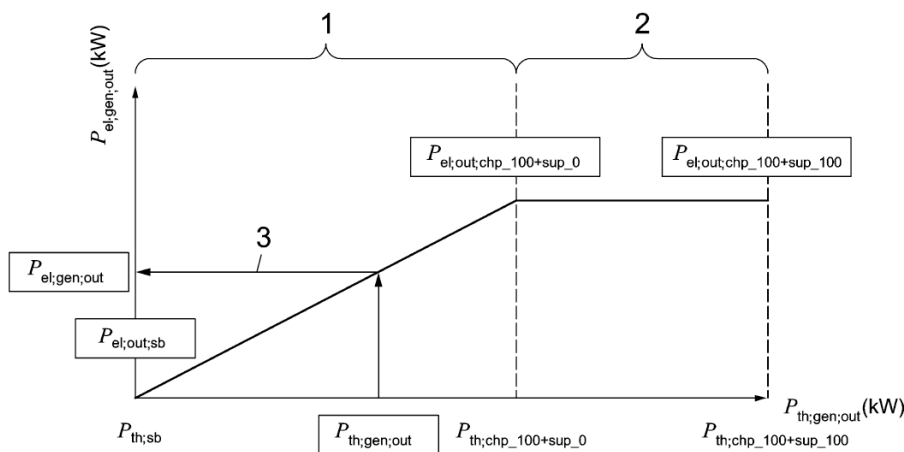 1
2
P_el;gen;out (kW)
P_el;out;chp_100+sup_0
P_el;out;chp_100+sup_100
3
P_el;gen;out
P_el;out;sb
P_th;gen;out (kW)
P_th;sb
P_th;gen;out
P_th;chp_100+sup_0
P_th;chp_100+sup_100